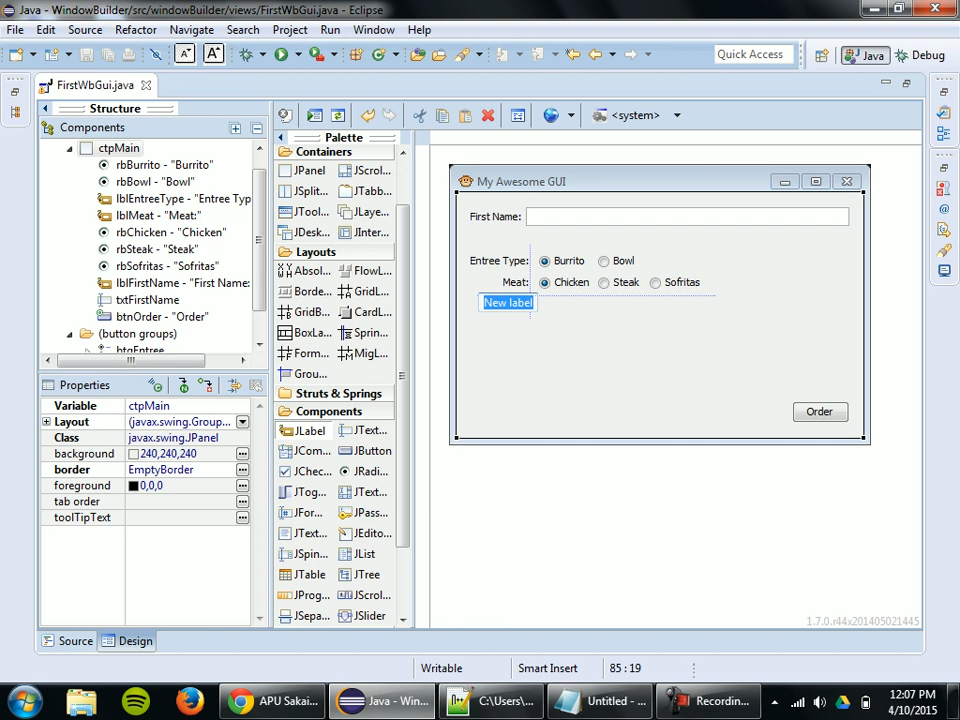 Java - WindowBuilder/src/windowBuilder/views/FirstWbGui.java - Eclipse
File Edit Source Refactor Navigate Search Project Run Window Help
Quick Access Java Debug
FirstWbGui.java
Structure
Components
ctpMain
rbBurrito - "Burrito"
rbBowl - "Bowl"
lblEntreeType - "Entree Typ
lblMeat - "Meat:"
rbChicken - "Chicken"
rbSteak - "Steak"
rbSofritas - "Sofritas"
lblFirstName - "First Name:
txtFirstName
btnOrder - "Order"
(button groups)
btgEntree
Properties
Variable ctpMain
Layout (javax.swing.Group...
Class javax.swing.JPanel
background 240,240,240
border EmptyBorder
foreground 0,0,0
tab order
toolTipText
Source Design
<system>
Palette
Containers
JPanel JScrol...
JSplit... JTabb...
JTool... JLaye...
JDesk... JInter...
Layouts
Absol... FlowL...
Borde... GridL...
GridB... CardL...
BoxLa... Sprin...
Form... MigL...
Grou...
Struts & Springs
Components
JLabel JText...
JCom... JButton
JChec... JRadi...
JTog... JText...
JFor... JPass...
JText... JEdito...
JSpin... JList
JTable JTree
JProg... JScrol...
JSepa... JSlider
My Awesome GUI
First Name:
Entree Type: Burrito Bowl
Meat: Chicken Steak Sofritas
New label
Order
1.7.0.r44x201405021445
Writable Smart Insert 85 : 19
APU Sakai... Java - Win... C:\Users\... Untitled - ... Recordin...
12:07 PM
4/10/2015